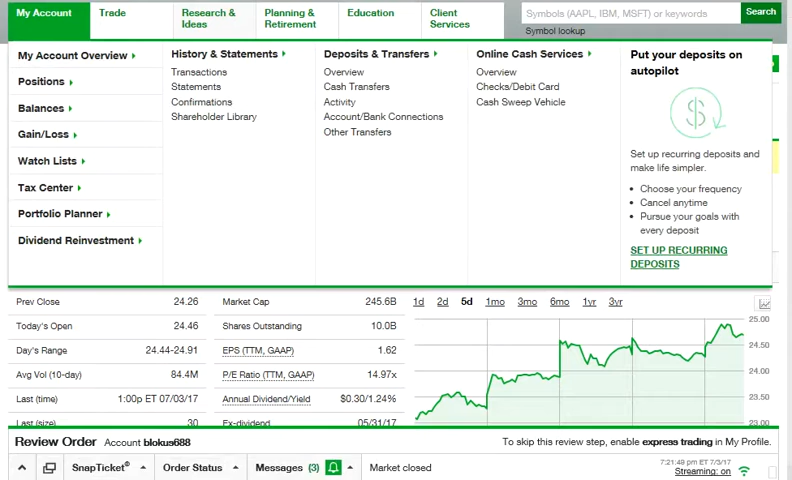 My Account
Trade
Research &
Ideas
Planning &
Retirement
Education
Client
Services
Symbols (AAPL, IBM, MSFT) or keywords
Search
Symbol lookup
My Account Overview
Positions
Balances
Gain/Loss
Watch Lists
Tax Center
Portfolio Planner
Dividend Reinvestment
History & Statements
Transactions
Statements
Confirmations
Shareholder Library
Deposits & Transfers
Overview
Cash Transfers
Activity
Account/Bank Connections
Other Transfers
Online Cash Services
Overview
Checks/Debit Card
Cash Sweep Vehicle
Put your deposits on
autopilot
$
Set up recurring deposits and
make life simpler.
• Choose your frequency
• Cancel anytime
• Pursue your goals with
every deposit
SET UP RECURRING
DEPOSITS
Prev Close 24.26
Today's Open 24.46
Day's Range 24.44-24.91
Avg Vol (10-day) 84.4M
Last (time) 1:00p ET 07/03/17
Last (size) 30
Market Cap 245.6B
Shares Outstanding 10.0B
EPS (TTM, GAAP) 1.62
P/E Ratio (TTM, GAAP) 14.97x
Annual Dividend/Yield $0.30/1.24%
Ex-dividend 05/31/17
1d 2d 5d 1mo 3mo 6mo 1yr 3yr
25.00
24.50
24.00
23.50
23.00
Review Order Account blokus688
To skip this review step, enable express trading in My Profile.
SnapTicket® Order Status Messages (3) Market closed
7:21:49 pm ET 7/3/17
Streaming: on